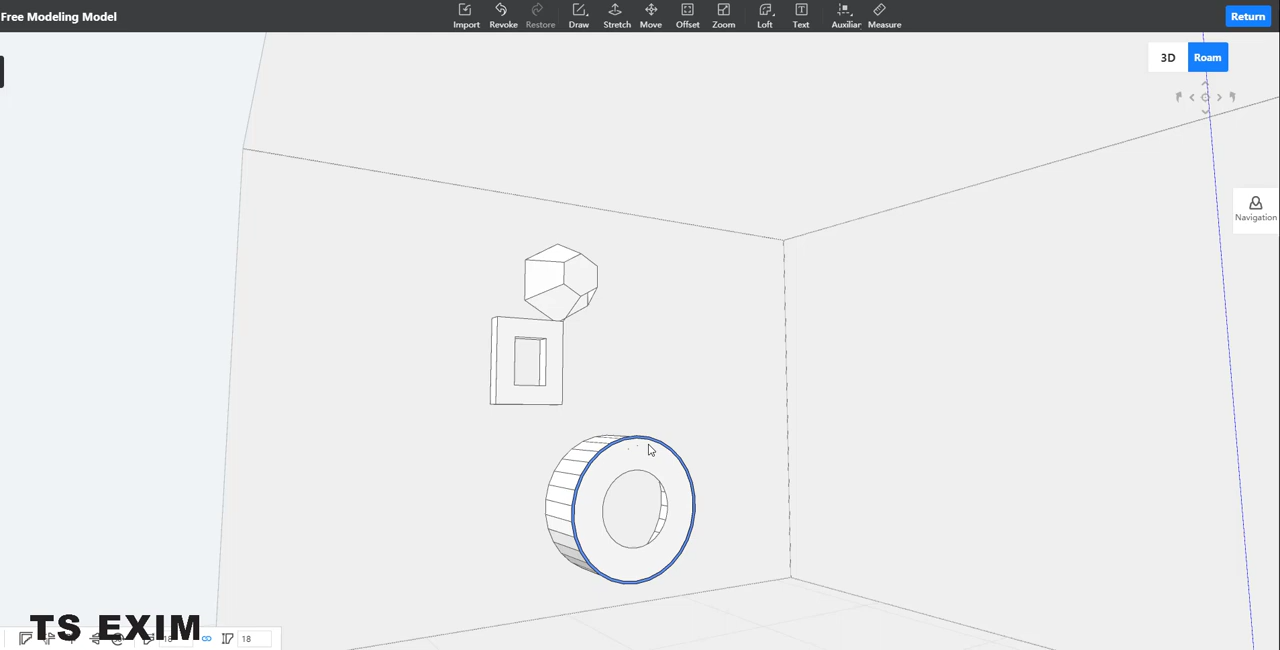 Free Modeling Model
Import Revoke Restore Draw Stretch Move Offset Zoom Loft Text Auxiliar Measure
Return
3D Roam
Navigation
TS EXIM
18 18